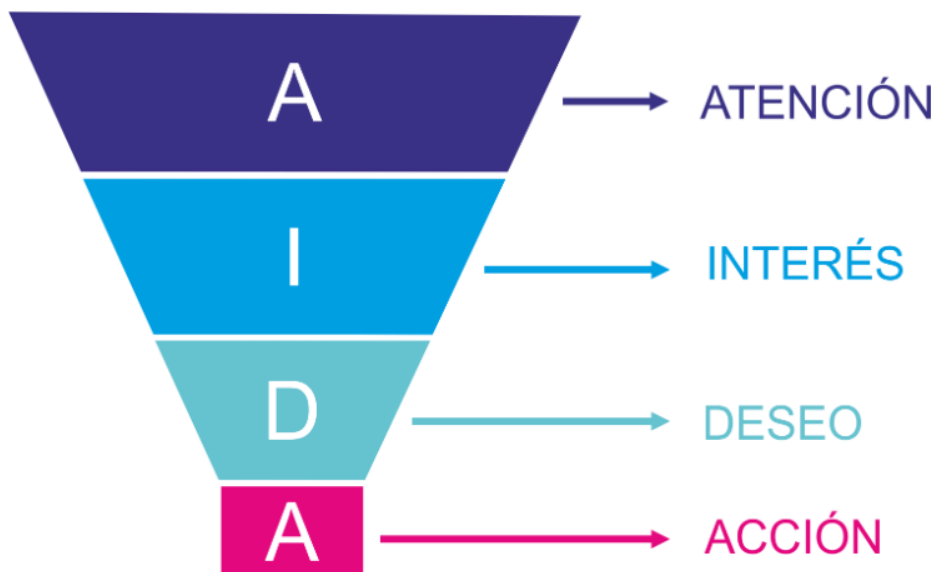 A
ATENCIÓN
I
INTERÉS
D
DESEO
A
ACCIÓN